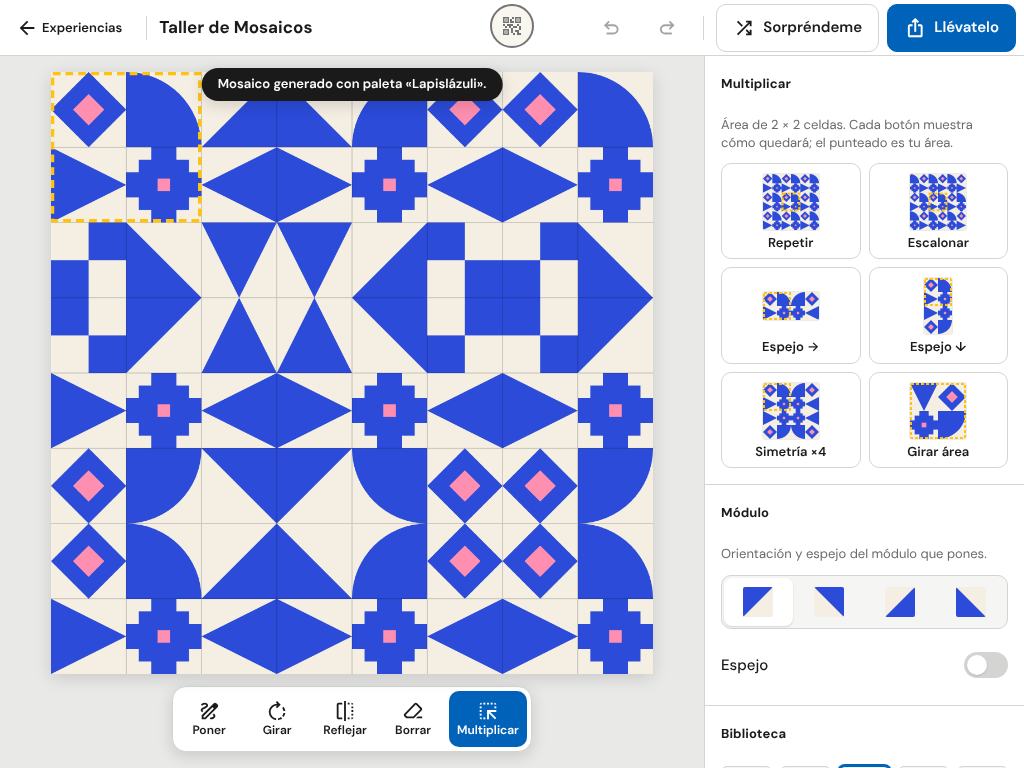 Experiencias
Taller de Mosaicos
Sorpréndeme
Llévatelo
Mosaico generado con paleta «Lapislázuli».
Multiplicar
Área de 2 × 2 celdas. Cada botón muestra
cómo quedará; el punteado es tu área.
Repetir
Escalonar
Espejo →
Espejo ↓
Simetría ×4
Girar área
Módulo
Orientación y espejo del módulo que pones.
Espejo
Biblioteca
Poner
Girar
Reflejar
Borrar
Multiplicar